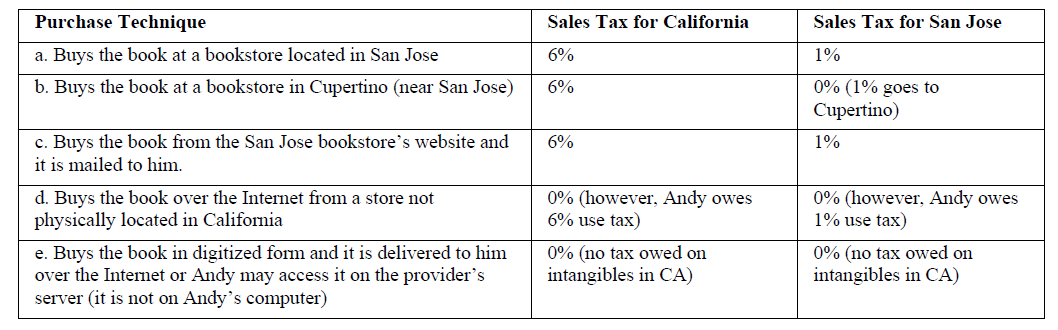 Purchase Technique Sales Tax for California Sales Tax for San Jose
a. Buys the book at a bookstore located in San Jose 6% 1%
b. Buys the book at a bookstore in Cupertino (near San Jose) 6% 0% (1% goes to
Cupertino)
c. Buys the book from the San Jose bookstore’s website and 6% 1%
it is mailed to him.
d. Buys the book over the Internet from a store not 0% (however, Andy owes 0% (however, Andy owes
physically located in California 6% use tax) 1% use tax)
e. Buys the book in digitized form and it is delivered to him 0% (no tax owed on 0% (no tax owed on
over the Internet or Andy may access it on the provider’s intangibles in CA) intangibles in CA)
server (it is not on Andy’s computer)